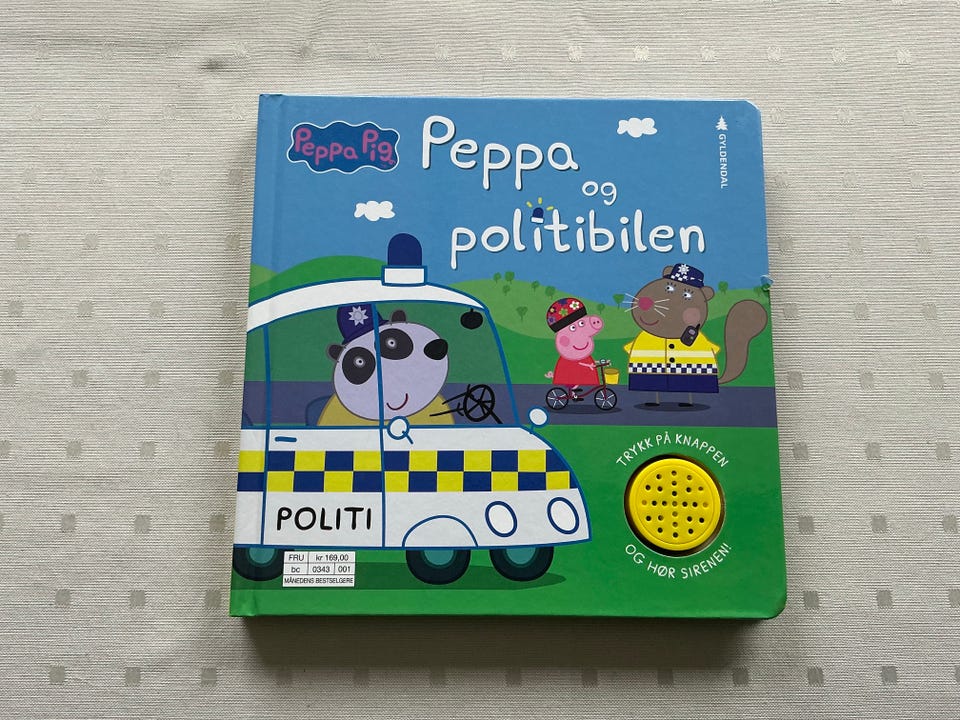 Peppa Pig
Peppa
og
politibilen
GYLDENDAL
TRYKK PÅ KNAPPEN
OG HØR SIRENEN!
POLITI
FRU kr 169,00
bc 0343 001
MÅNEDENS BESTSELGERE